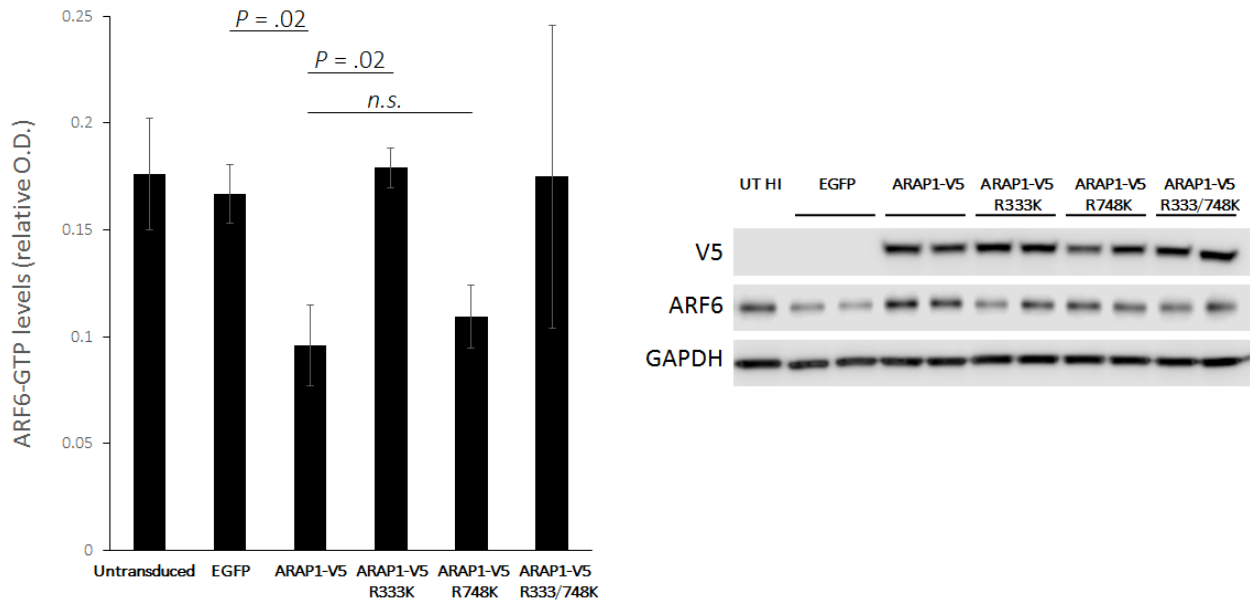 0.25
P = .02
P = .02
n.s.
0.2
0.15
0.1
0.05
0
ARF6-GTP levels (relative O.D.)
Untransduced
EGFP
ARAP1-V5
ARAP1-V5
R333K
ARAP1-V5
R748K
ARAP1-V5
R333/748K
UT HI
EGFP
ARAP1-V5
ARAP1-V5
R333K
ARAP1-V5
R748K
ARAP1-V5
R333/748K
V5
ARF6
GAPDH